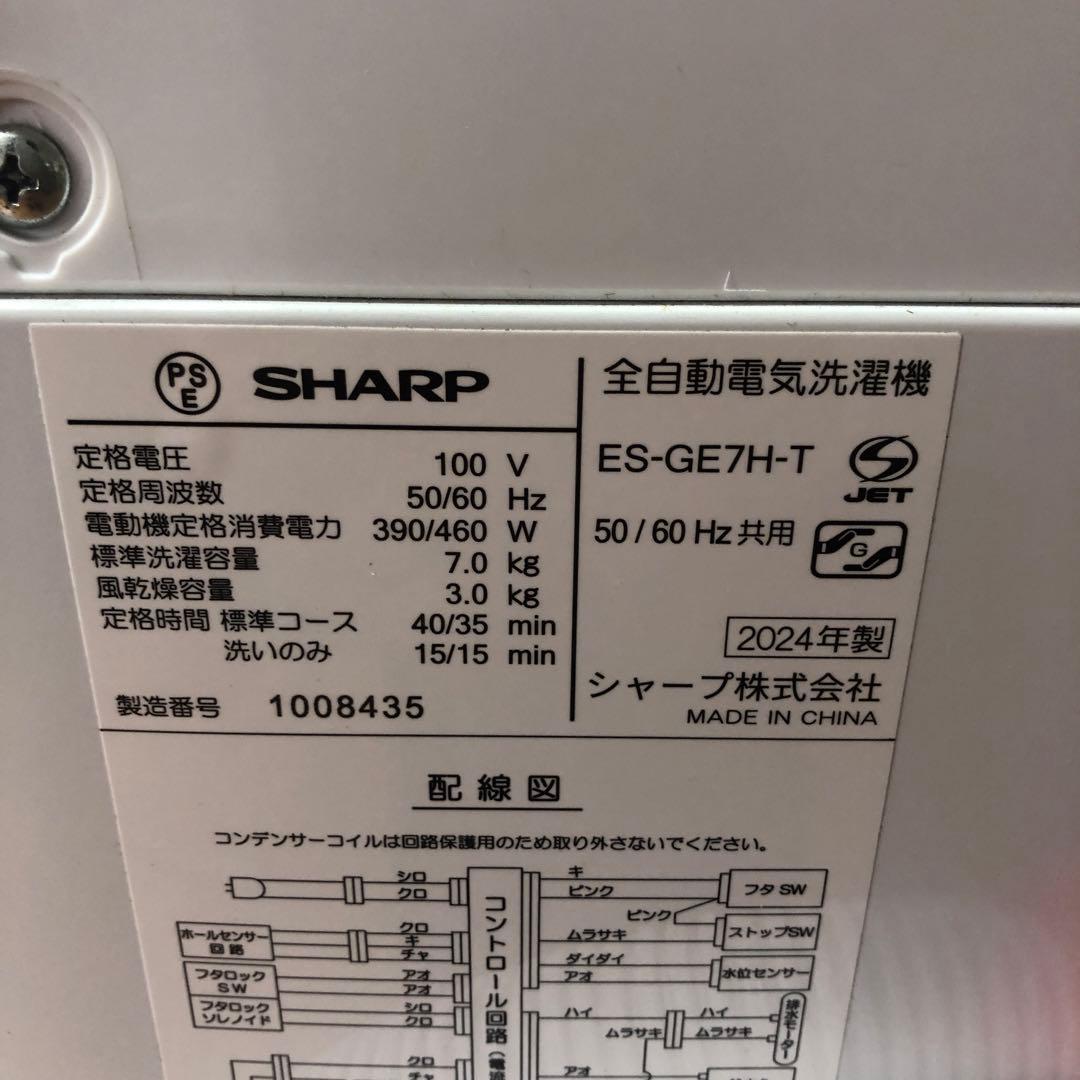 PSE SHARP
定格電圧 100 V
定格周波数 50/60 Hz
電動機定格消費電力 390/460 W
標準洗濯容量 7.0 kg
風乾燥容量 3.0 kg
定格時間 標準コース 40/35 min
洗いのみ 15/15 min
製造番号 1008435
全自動電気洗濯機
ES-GE7H-T
JET
50/60 Hz 共用
G
2024年製
シャープ株式会社
MADE IN CHINA
配線図
コンデンサーコイルは回路保護用のため取り外さないでください。
シロ
クロ
ホールセンサー
回路
クロ
キ
チャ
フタロック
SW
アオ
アオ
フタロック
ソレノイド
シロ
クロ
クロ
チャ
コントロール回路(電流
キ
ピンク
フタ SW
ピンク
ムラサキ
ストップSW
ダイダイ
アオ
水位センサー
ハイ
ハイ
ムラサキ
ムラサキ
排水モーター
アオ